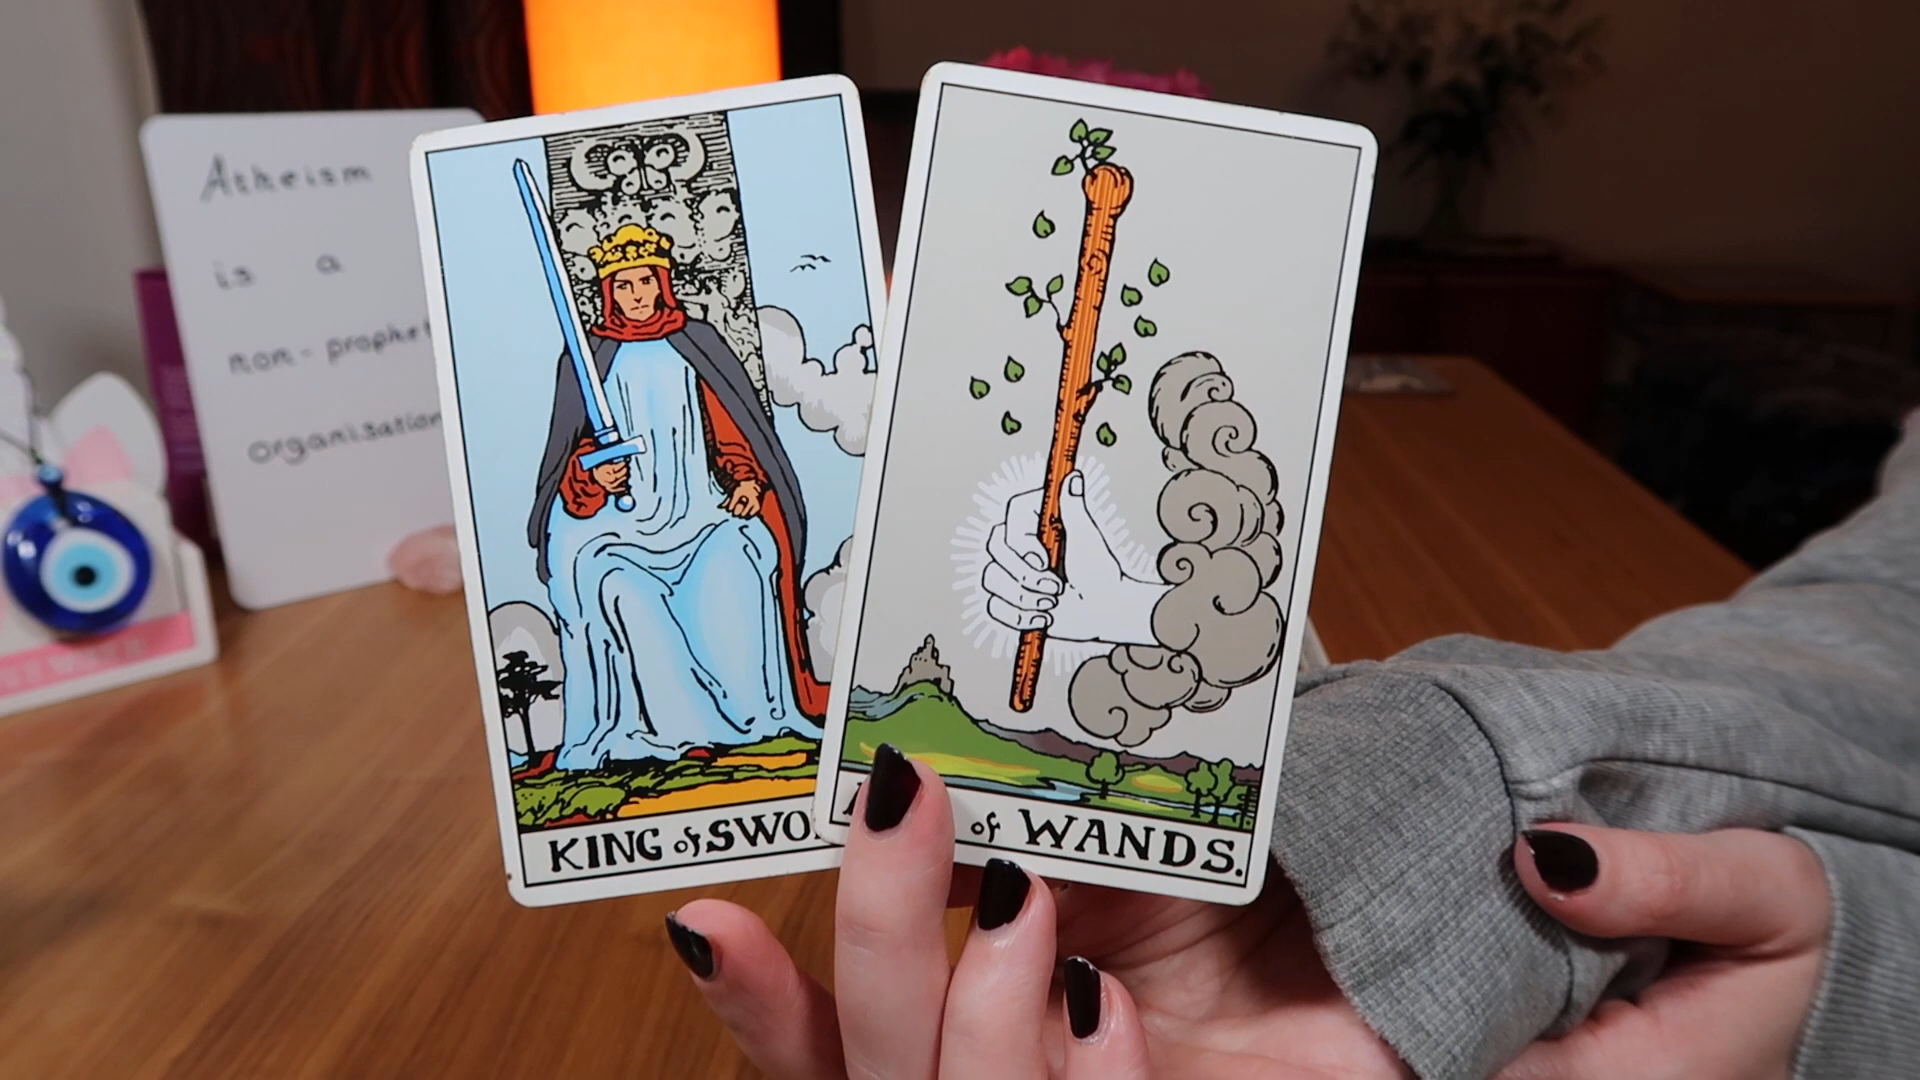 Atheism
is a
non-prophet
organisation
KING of SWO
of WANDS.